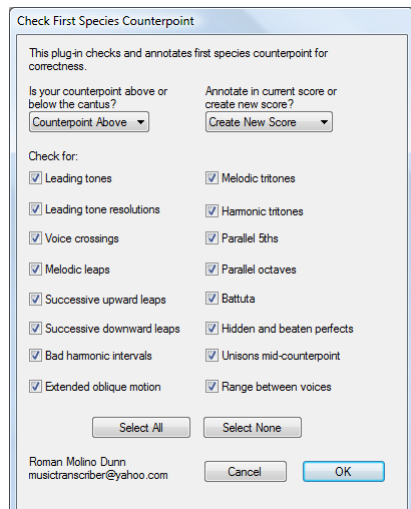 Check First Species Counterpoint
This plug-in checks and annotates first species counterpoint for
correctness.
Is your counterpoint above or
below the cantus?
Annotate in current score or
create new score?
Counterpoint Above
Create New Score
Check for:
Leading tones
Melodic tritones
Leading tone resolutions
Harmonic tritones
Voice crossings
Parallel 5ths
Melodic leaps
Parallel octaves
Successive upward leaps
Battuta
Successive downward leaps
Hidden and beaten perfects
Bad harmonic intervals
Unisons mid-counterpoint
Extended oblique motion
Range between voices
Select All
Select None
Roman Molino Dunn
musictranscriber@yahoo.com
Cancel
OK